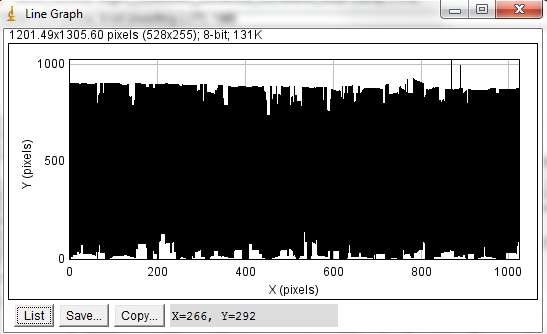 Line Graph
1201.49x1305.60 pixels (528x255); 8-bit; 131K
1000
500
0
Y (pixels)
0 200 400 600 800 1000
X (pixels)
List Save... Copy... X=266, Y=292